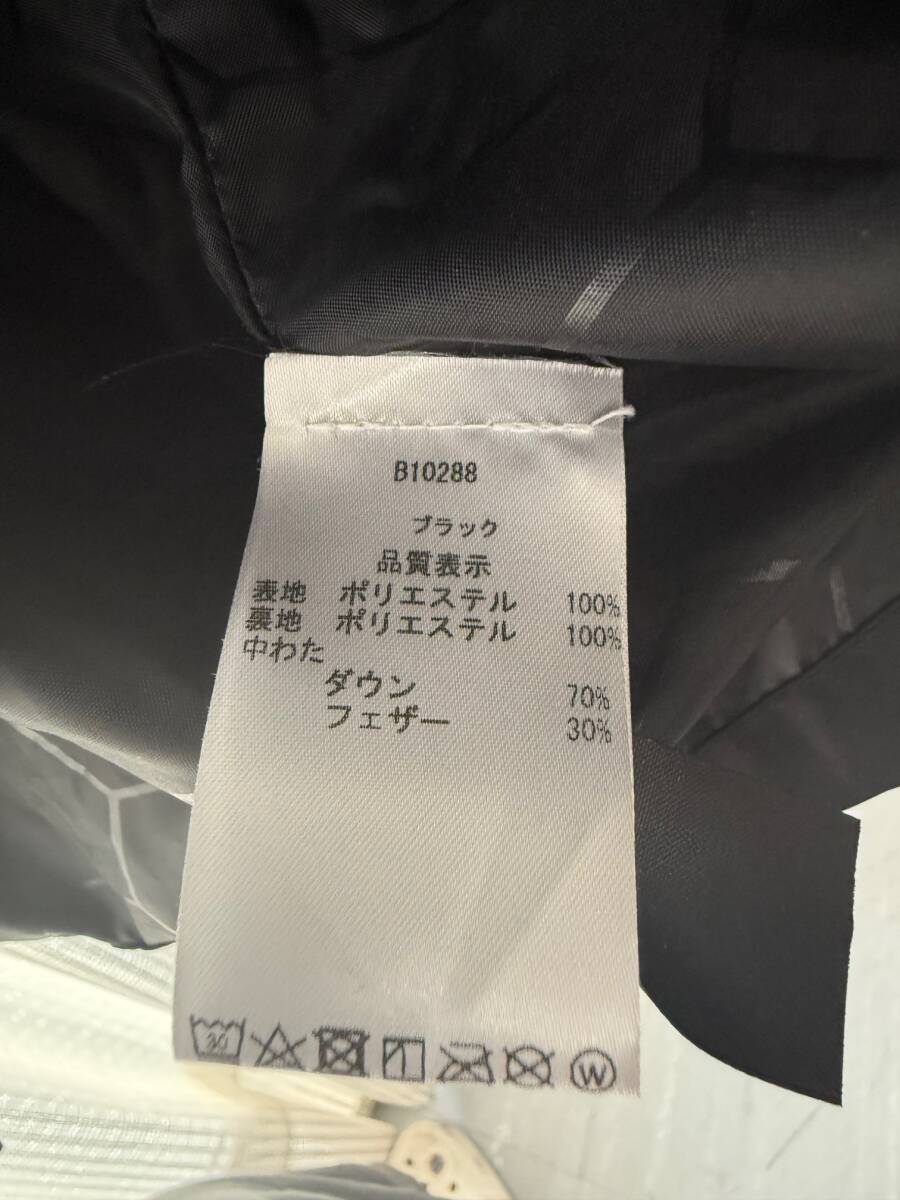 B10288
ブラック
品質表示
表地 ポリエステル 100%
裏地 ポリエステル 100%
中わた
ダウン 70%
フェザー 30%
30
W